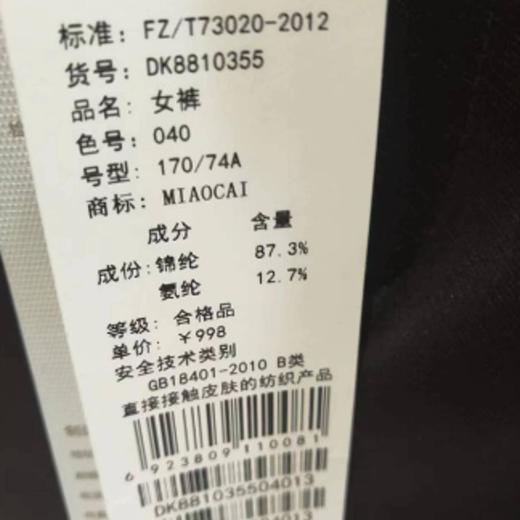 标准: FZ/T73020-2012
货号: DK8810355
品名: 女裤
色号: 040
号型: 170/74A
商标: MIAOCAI
成分 含量
成份: 锦纶 87.3%
氨纶 12.7%
等级: 合格品
单价: ¥998
安全技术类别
GB18401-2010 B类
直接接触皮肤的纺织产品
6 923809 110081
DK881035504013